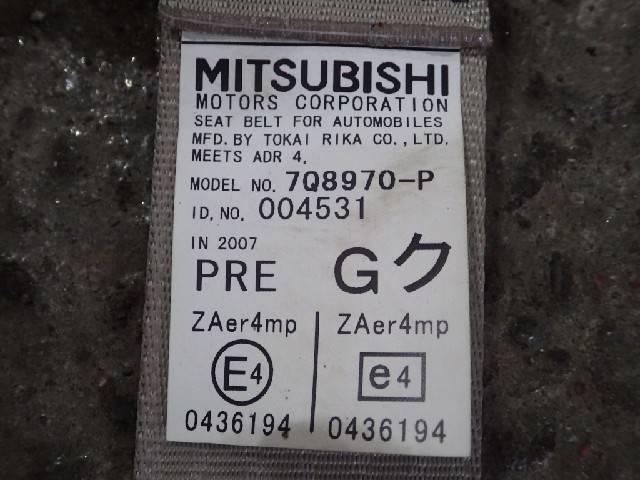 MITSUBISHI
MOTORS CORPORATION
SEAT BELT FOR AUTOMOBILES
MFD. BY TOKAI RIKA CO., LTD.
MEETS ADR 4.
MODEL NO. 7Q8970-P
ID. NO. 004531
IN 2007
PRE Gク
ZAer4mp ZAer4mp
E4 e4
0436194 0436194